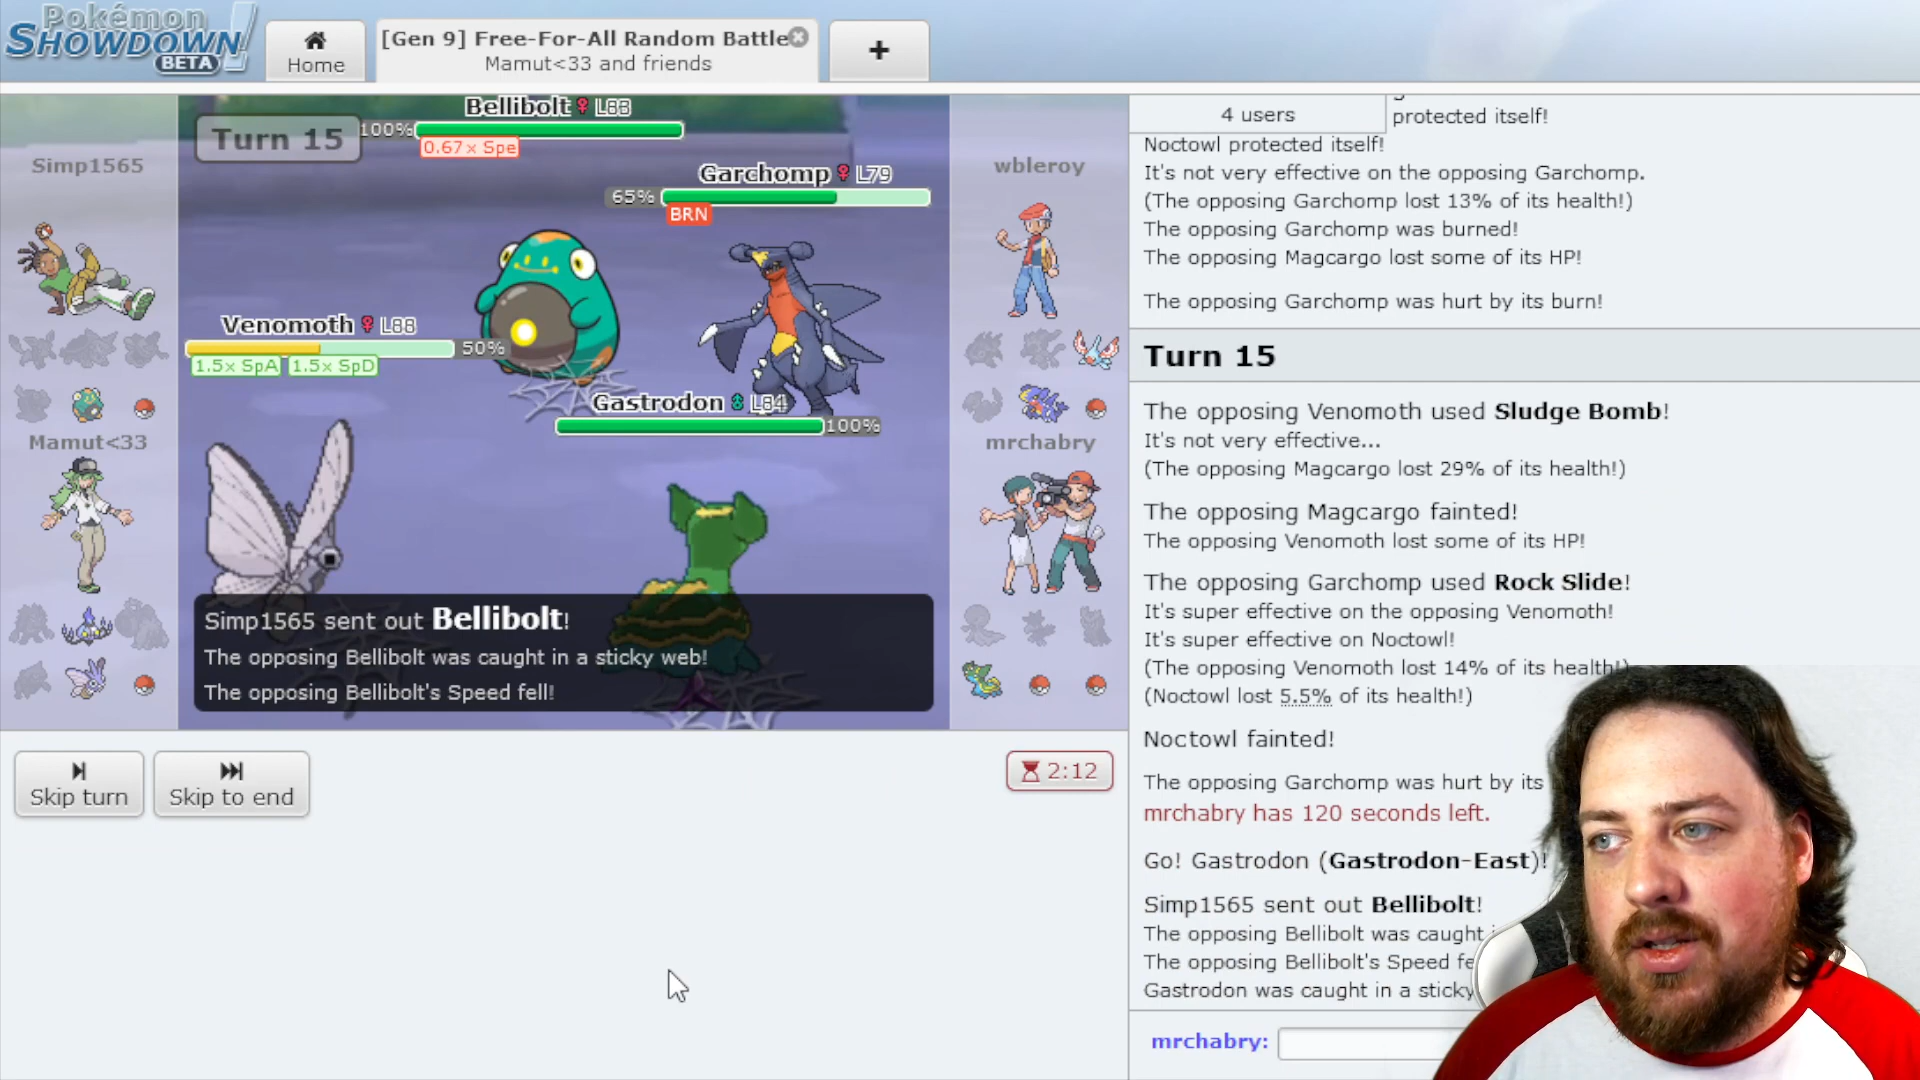 Pokémon
SHOWDOWN!
BETA
Home
[Gen 9] Free-For-All Random Battle
Mamut<33 and friends
+
Simp1565
Mamut<33
Turn 15
Bellibolt ♀ L88
100%
0.67× Spe
Garchomp ♀ L79
65%
BRN
Venomoth ♀ L88
50%
1.5× SpA 1.5× SpD
Gastrodon ♂ L84
100%
Simp1565 sent out Bellibolt!
The opposing Bellibolt was caught in a sticky web!
The opposing Bellibolt's Speed fell!
wbleroy
mrchabry
Skip turn
Skip to end
2:12
4 users
protected itself!
Noctowl protected itself!
It's not very effective on the opposing Garchomp.
(The opposing Garchomp lost 13% of its health!)
The opposing Garchomp was burned!
The opposing Magcargo lost some of its HP!
The opposing Garchomp was hurt by its burn!
Turn 15
The opposing Venomoth used Sludge Bomb!
It's not very effective...
(The opposing Magcargo lost 29% of its health!)
The opposing Magcargo fainted!
The opposing Venomoth lost some of its HP!
The opposing Garchomp used Rock Slide!
It's super effective on the opposing Venomoth!
It's super effective on Noctowl!
(The opposing Venomoth lost 14% of its health!)
(Noctowl lost 5.5% of its health!)
Noctowl fainted!
The opposing Garchomp was hurt by its
mrchabry has 120 seconds left.
Go! Gastrodon (Gastrodon-East)!
Simp1565 sent out Bellibolt!
The opposing Bellibolt was caught
The opposing Bellibolt's Speed fe
Gastrodon was caught in a sticky
mrchabry: